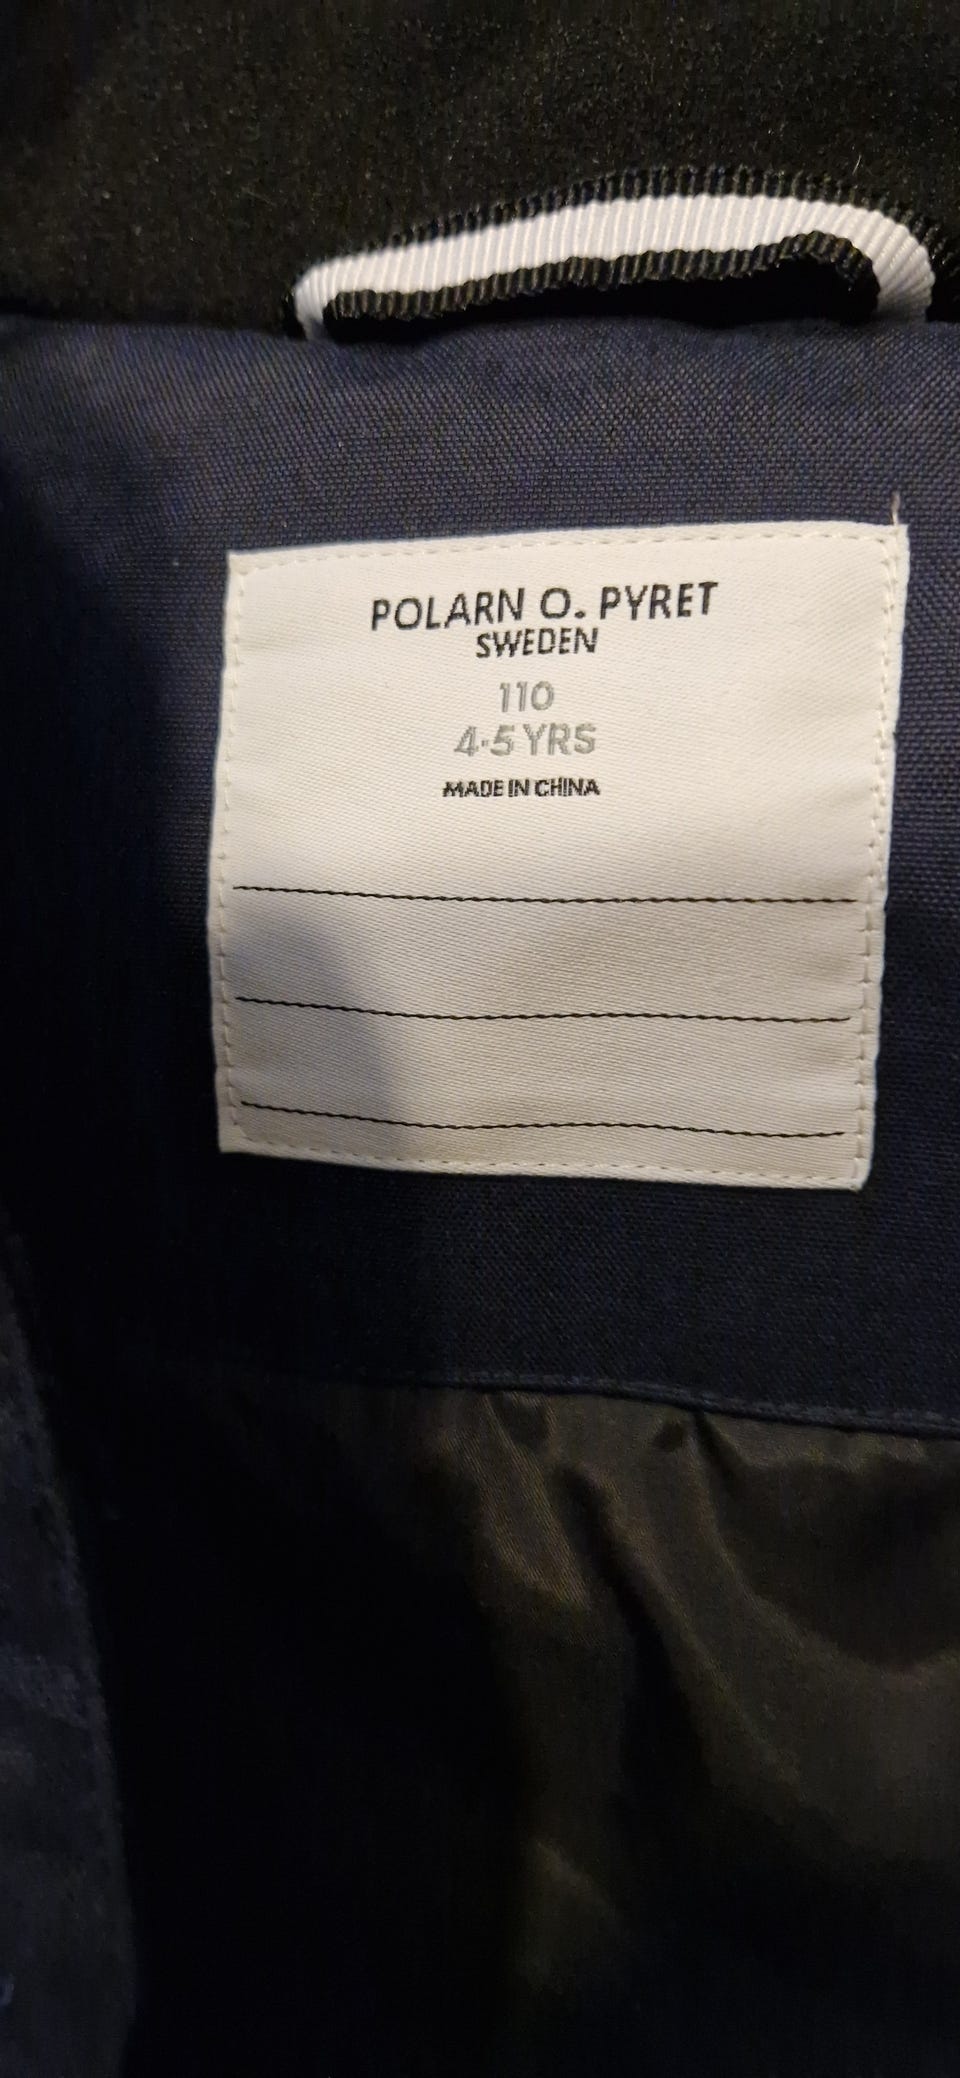 POLARN O. PYRET
SWEDEN
110
4-5 YRS
MADE IN CHINA